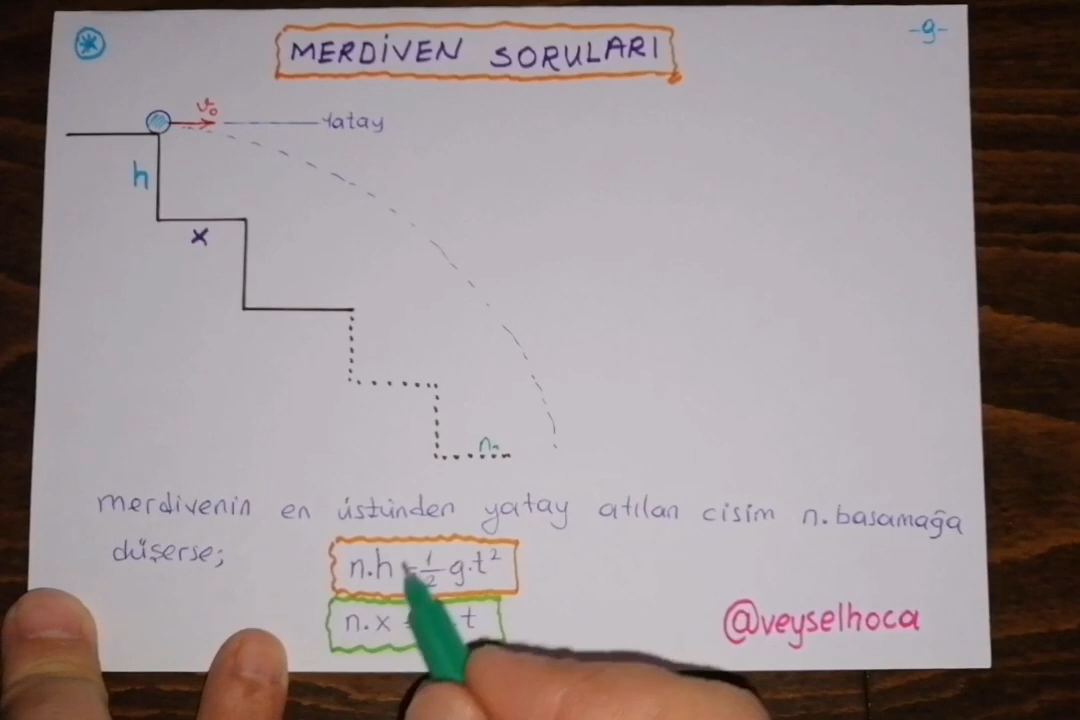 MERDİVEN SORULARI
-9-
v₀
Yatay
h
x
n.
merdivenin en üstünden yatay atılan cisim n. basamağa
düşerse;
n.h = 1/2 g.t²
n.x t
@veyselhoca